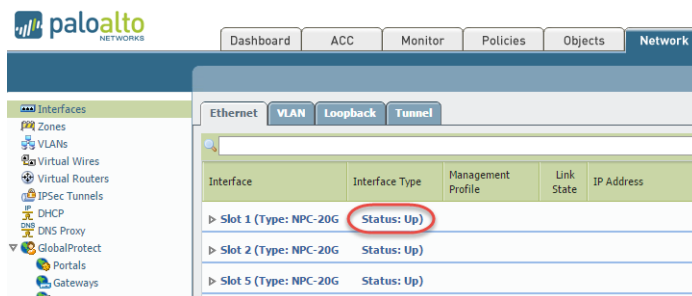 paloalto
NETWORKS
Dashboard ACC Monitor Policies Objects Network
Interfaces
Zones
VLANs
Virtual Wires
Virtual Routers
IPSec Tunnels
IP DHCP
DNS DNS Proxy
GlobalProtect
Portals
Gateways
Ethernet VLAN Loopback Tunnel
Interface Interface Type Management Profile Link State IP Address
Slot 1 (Type: NPC-20G Status: Up)
Slot 2 (Type: NPC-20G Status: Up)
Slot 5 (Type: NPC-20G Status: Up)